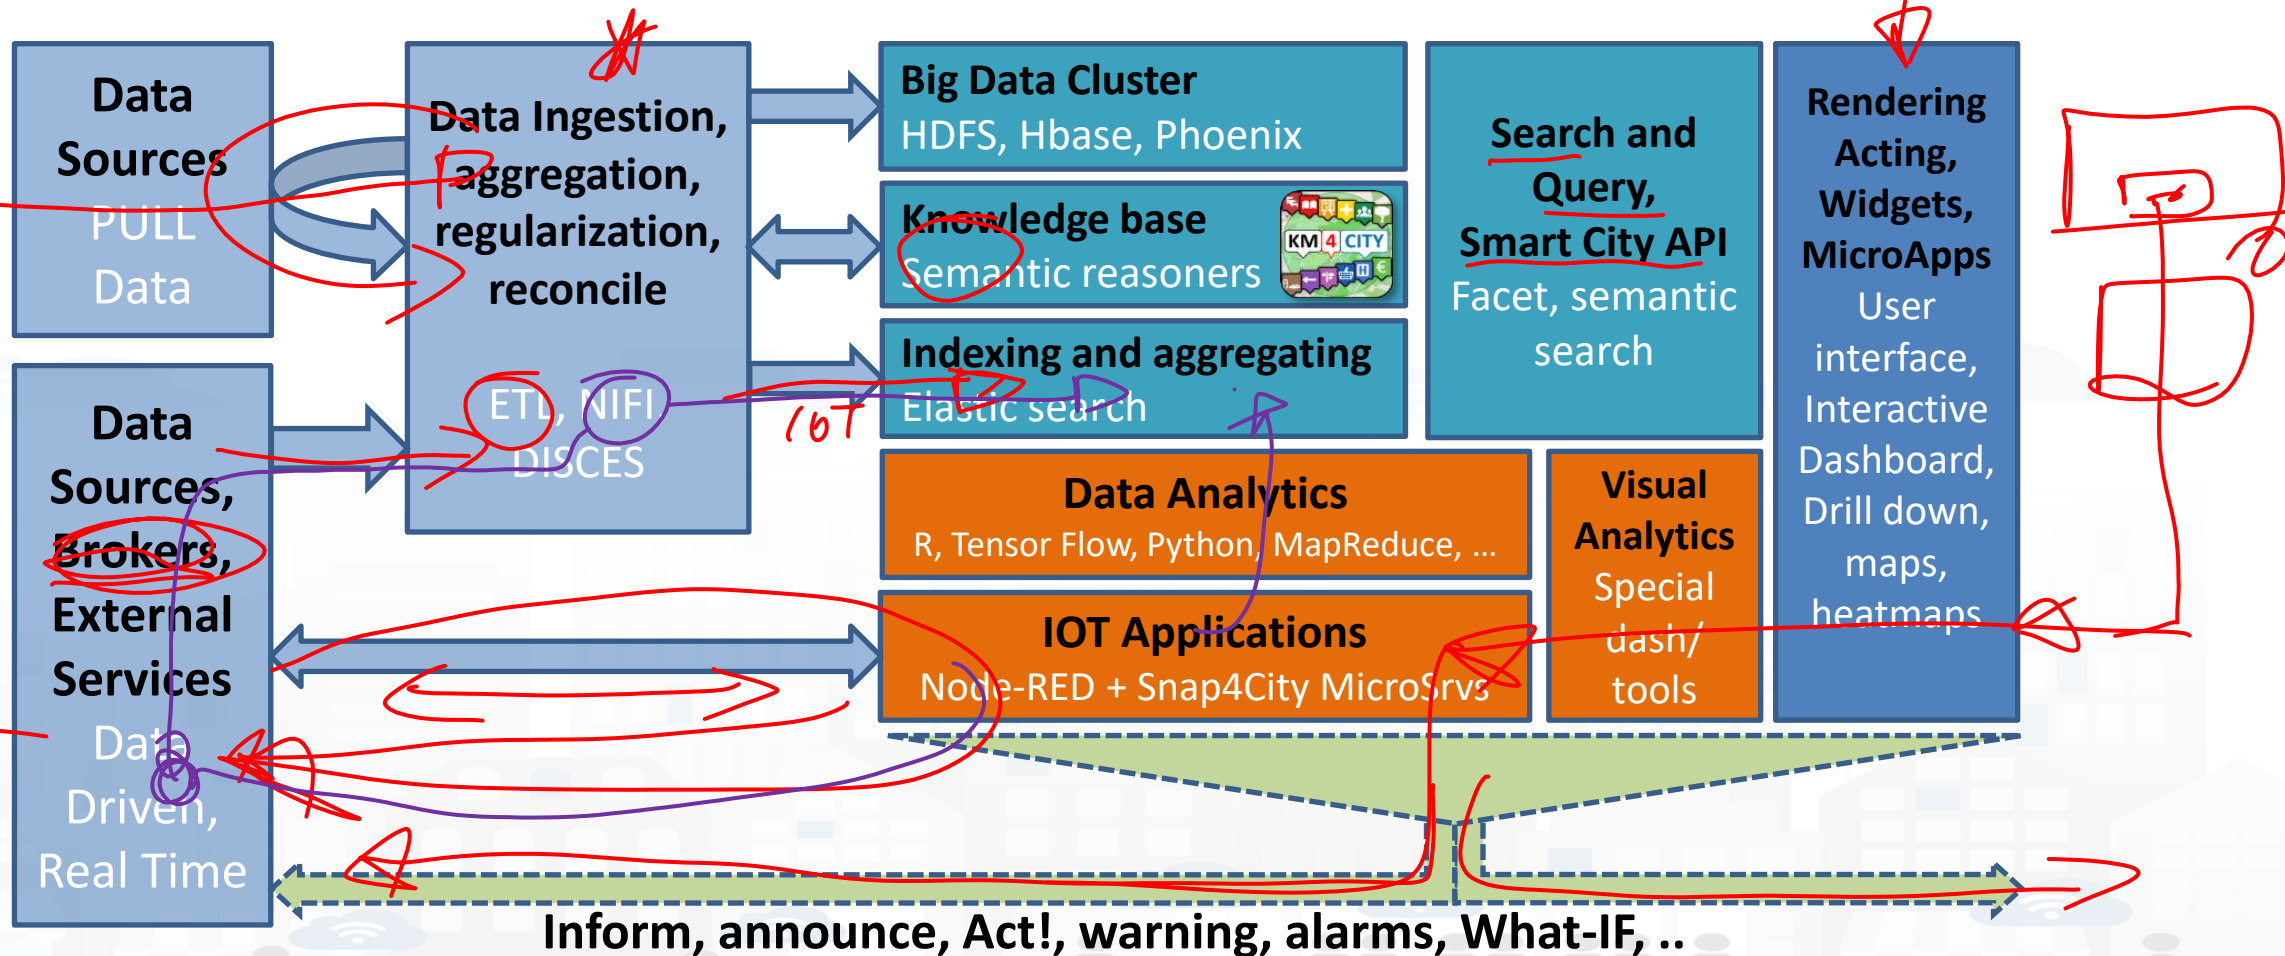 Data
Sources
PULL
Data
Data Ingestion,
aggregation,
regularization,
reconcile
ETL, NIFI,
DISCES
Data
Sources,
Brokers,
External
Services
Data
Driven,
Real Time
Big Data Cluster
HDFS, Hbase, Phoenix
Knowledge base
Semantic reasoners
KM 4 CITY
Indexing and aggregating
Elastic search
IOT
Search and
Query,
Smart City API
Facet, semantic
search
Data Analytics
R, Tensor Flow, Python, MapReduce, ...
IOT Applications
Node-RED + Snap4City MicroSrvs
Visual
Analytics
Special
dash/
tools
Rendering
Acting,
Widgets,
MicroApps
User
interface,
Interactive
Dashboard,
Drill down,
maps,
heatmaps
Inform, announce, Act!, warning, alarms, What-IF, ..